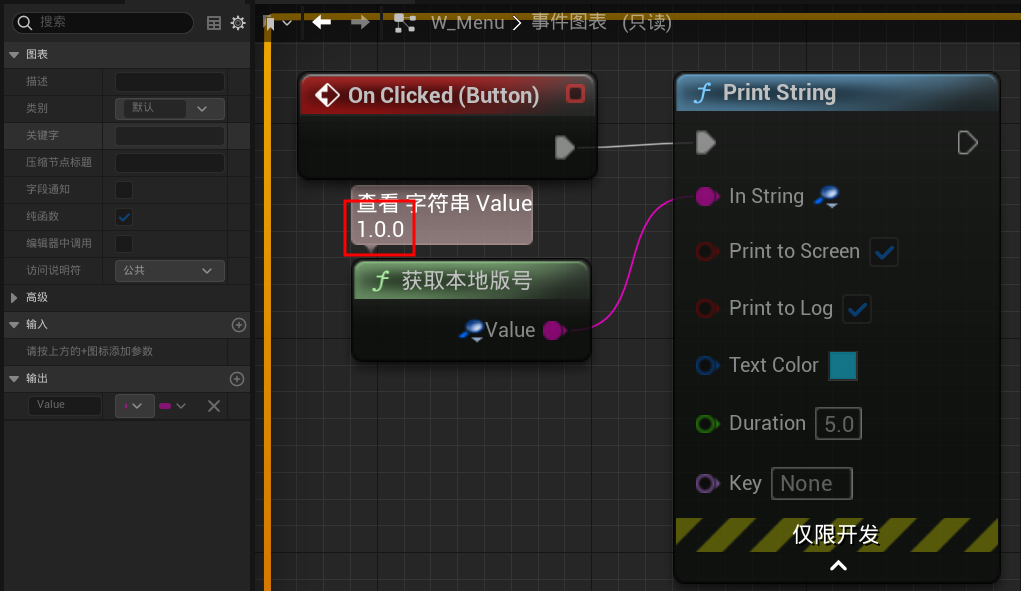 搜索
图表
描述
类别
默认
关键字
压缩节点标题
字段通知
纯函数
编辑器中调用
访问说明符
公共
高级
输入
请按上方的+图标添加参数
输出
Value
W_Menu > 事件图表 （只读）
On Clicked (Button)
查看 字符串 Value
1.0.0
获取本地版号
Value
Print String
In String
Print to Screen
Print to Log
Text Color
Duration 5.0
Key None
仅限开发